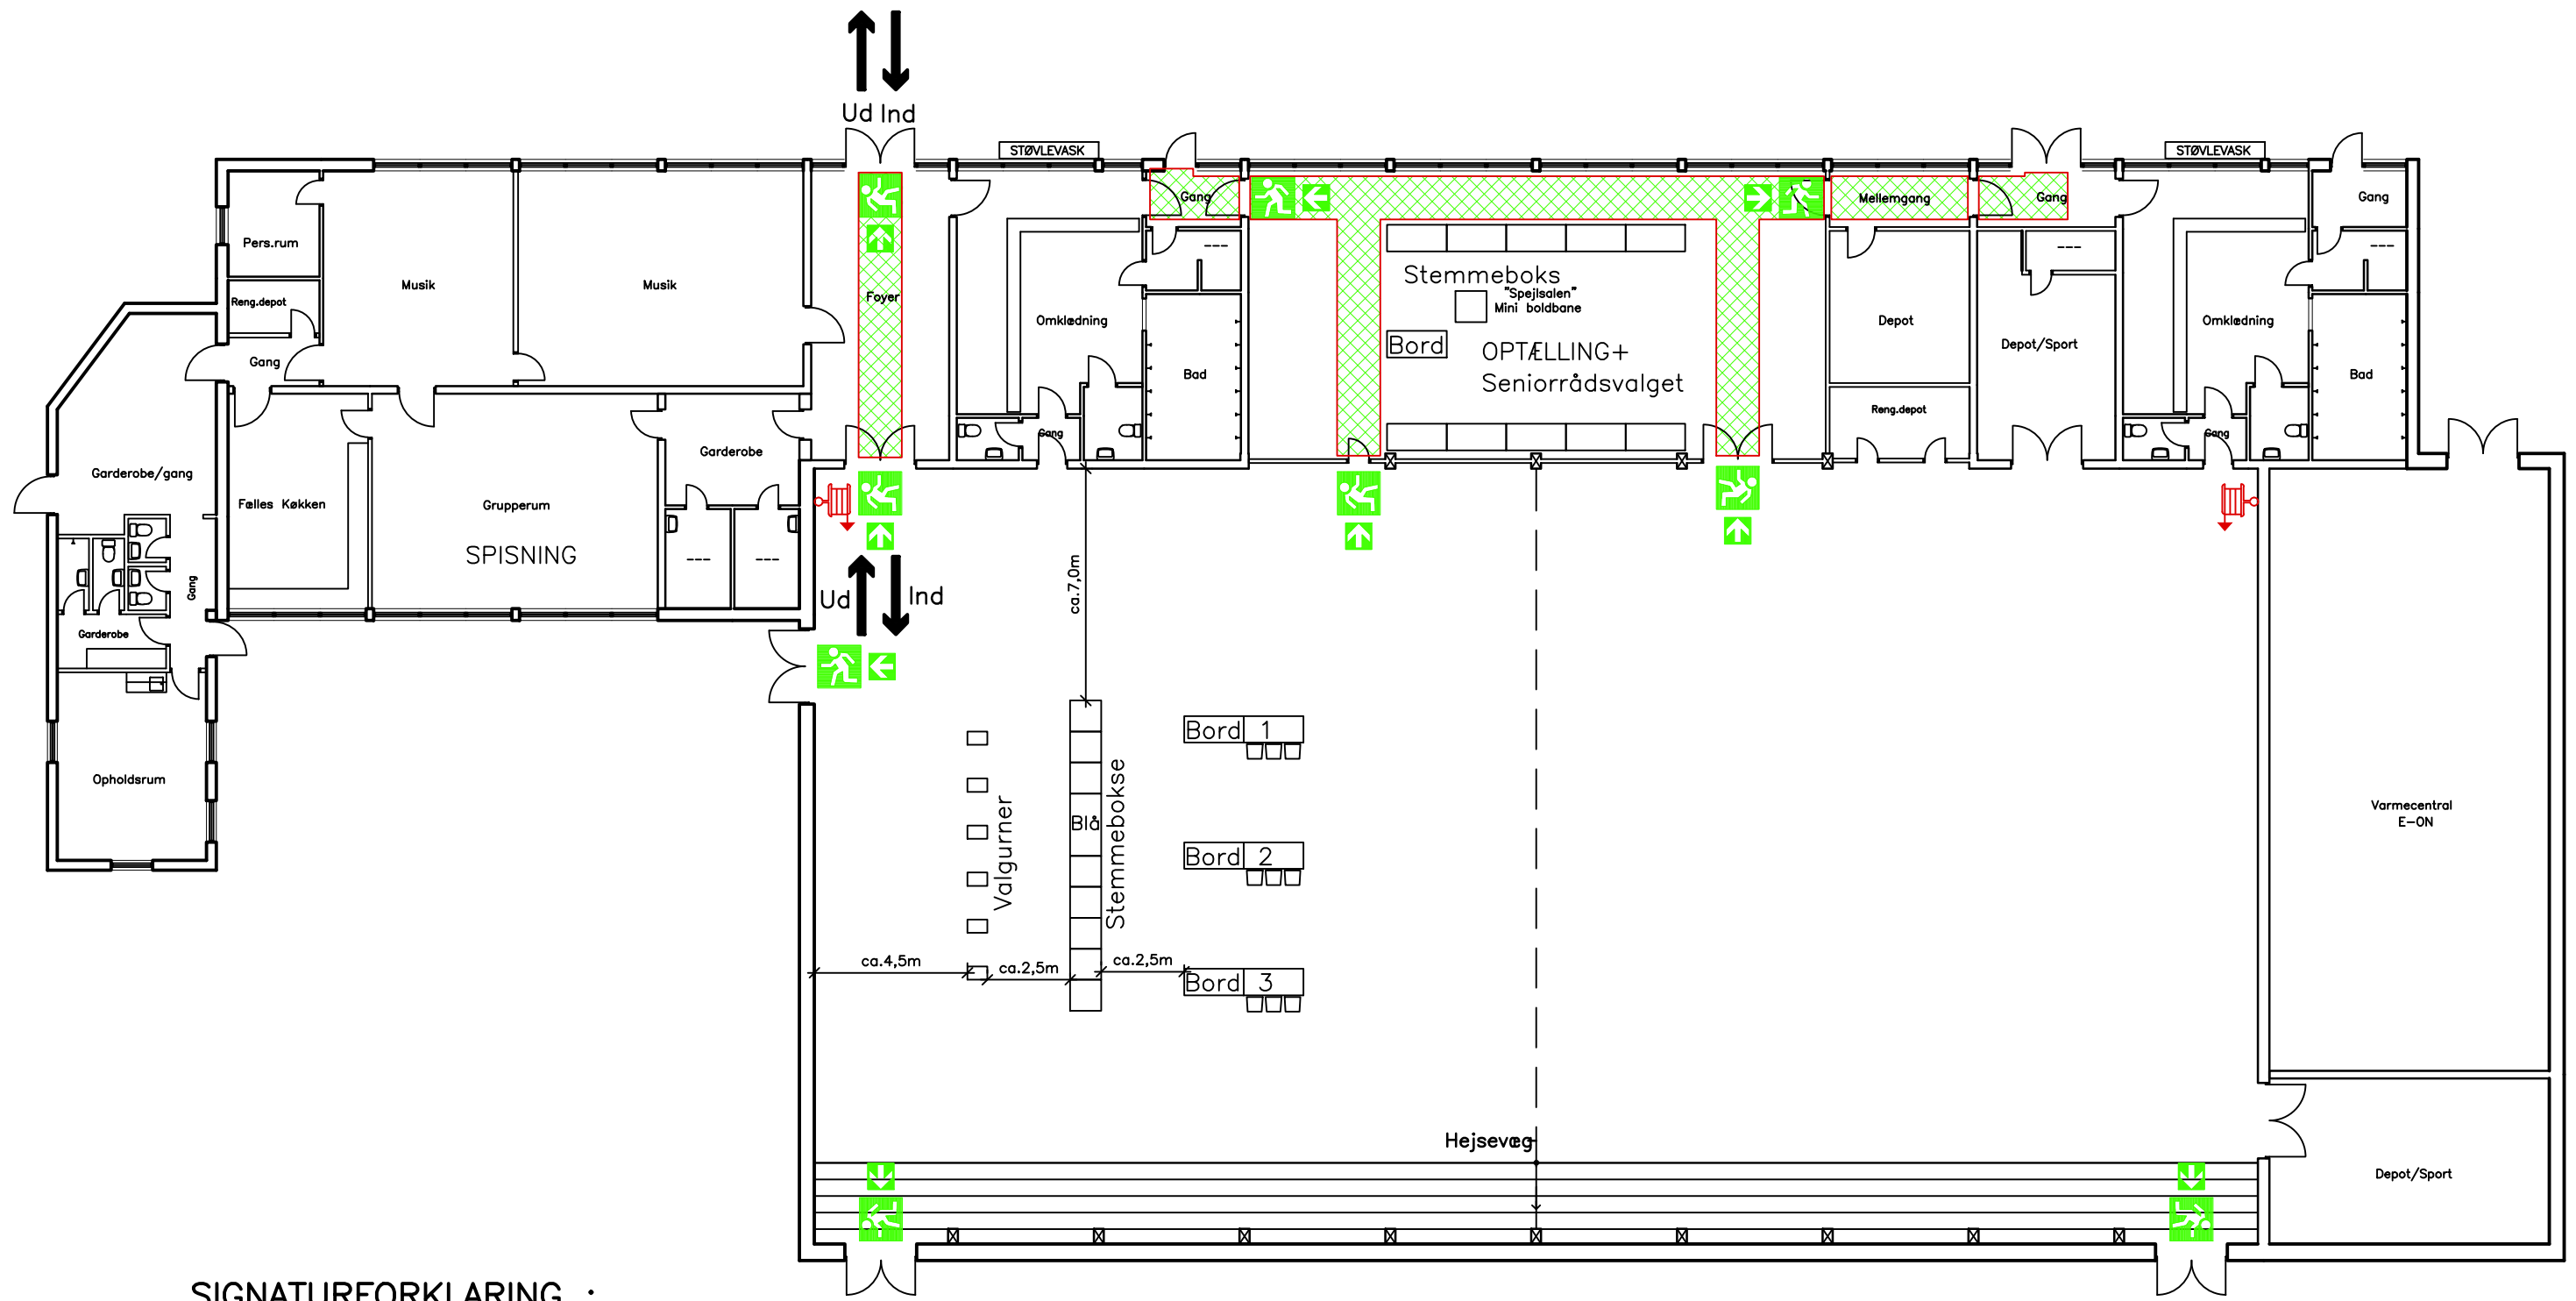 Ud Ind
STØVLEVASK
STØVLEVASK
Pers.rum
Musik
Musik
Foyer
Gang
Mellemgang
Gang
Gang
Reng.depot
Gang
Omklædning
Bad
Gang
Stemmeboks
"Spejlsalen"
Mini boldbane
Bord
OPTÆLLING+
Seniorrådsvalget
Depot
Reng.depot
Depot/Sport
Omklædning
Bad
Gang
Garderobe/gang
Fælles Køkken
Grupperum
SPISNING
Garderobe
Gang
Garderobe
Opholdsrum
Ud Ind
ca.7,0m
Valgurner
Blå
Stemmebokse
Bord 1
Bord 2
Bord 3
ca.4,5m
ca.2,5m
ca.2,5m
Hejsevæg
Varmecentral
E-ON
Depot/Sport
SIGNATURFORKLARING :